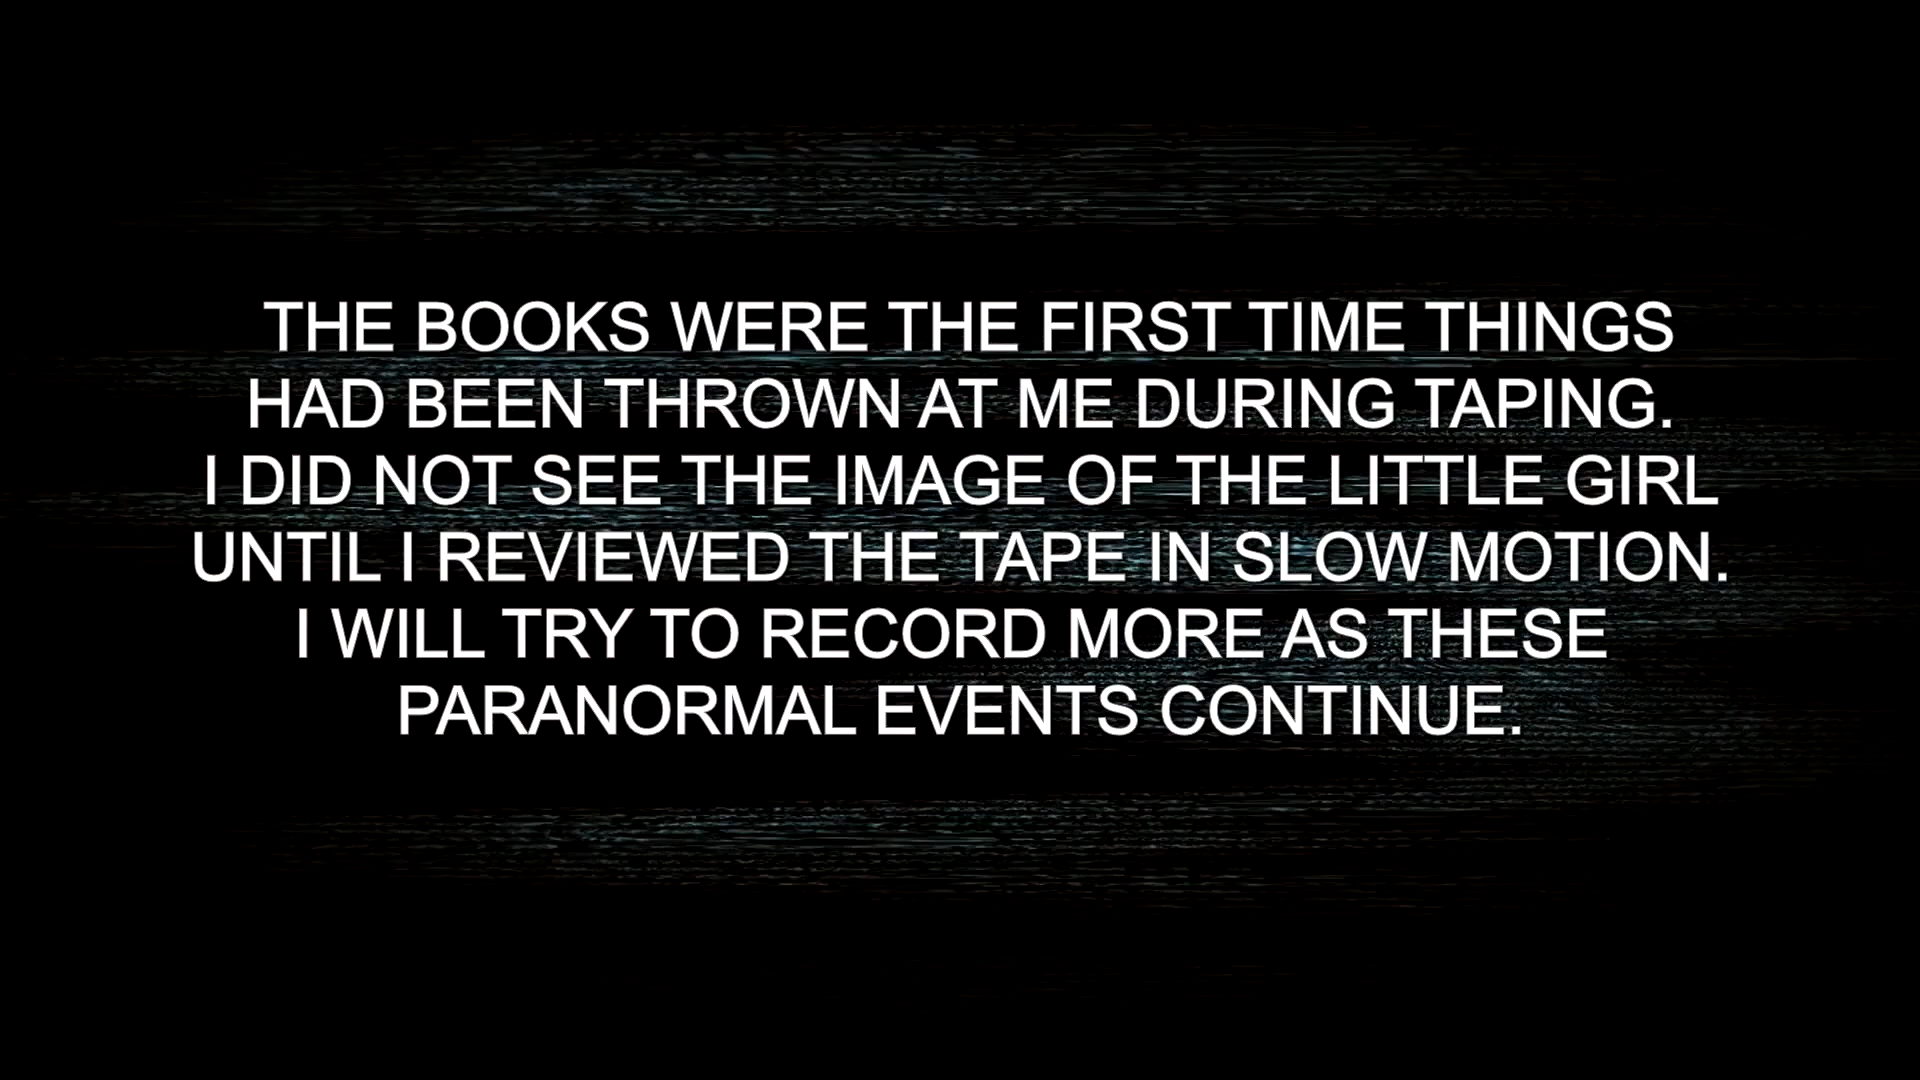 THE BOOKS WERE THE FIRST TIME THINGS
HAD BEEN THROWN AT ME DURING TAPING.
I DID NOT SEE THE IMAGE OF THE LITTLE GIRL
UNTIL I REVIEWED THE TAPE IN SLOW MOTION.
I WILL TRY TO RECORD MORE AS THESE
PARANORMAL EVENTS CONTINUE.